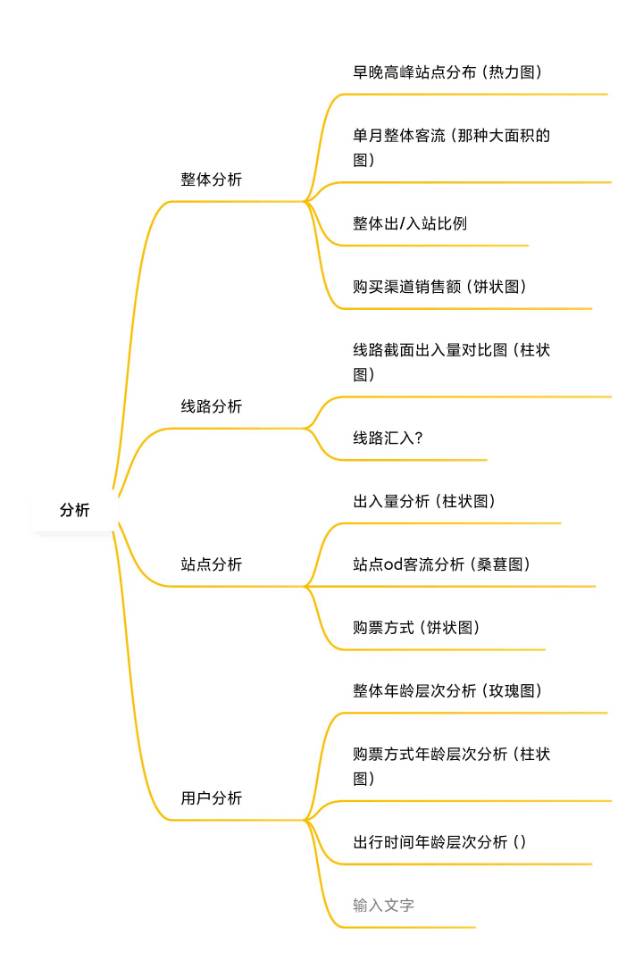 分析
整体分析
早晚高峰站点分布（热力图）
单月整体客流（那种大面积的
图）
整体出/入站比例
购买渠道销售额（饼状图）
线路分析
线路截面出入量对比图（柱状
图）
线路汇入？
站点分析
出入量分析（柱状图）
站点od客流分析（桑葚图）
购票方式（饼状图）
用户分析
整体年龄层次分析（玫瑰图）
购票方式年龄层次分析（柱状
图）
出行时间年龄层次分析（）
输入文字